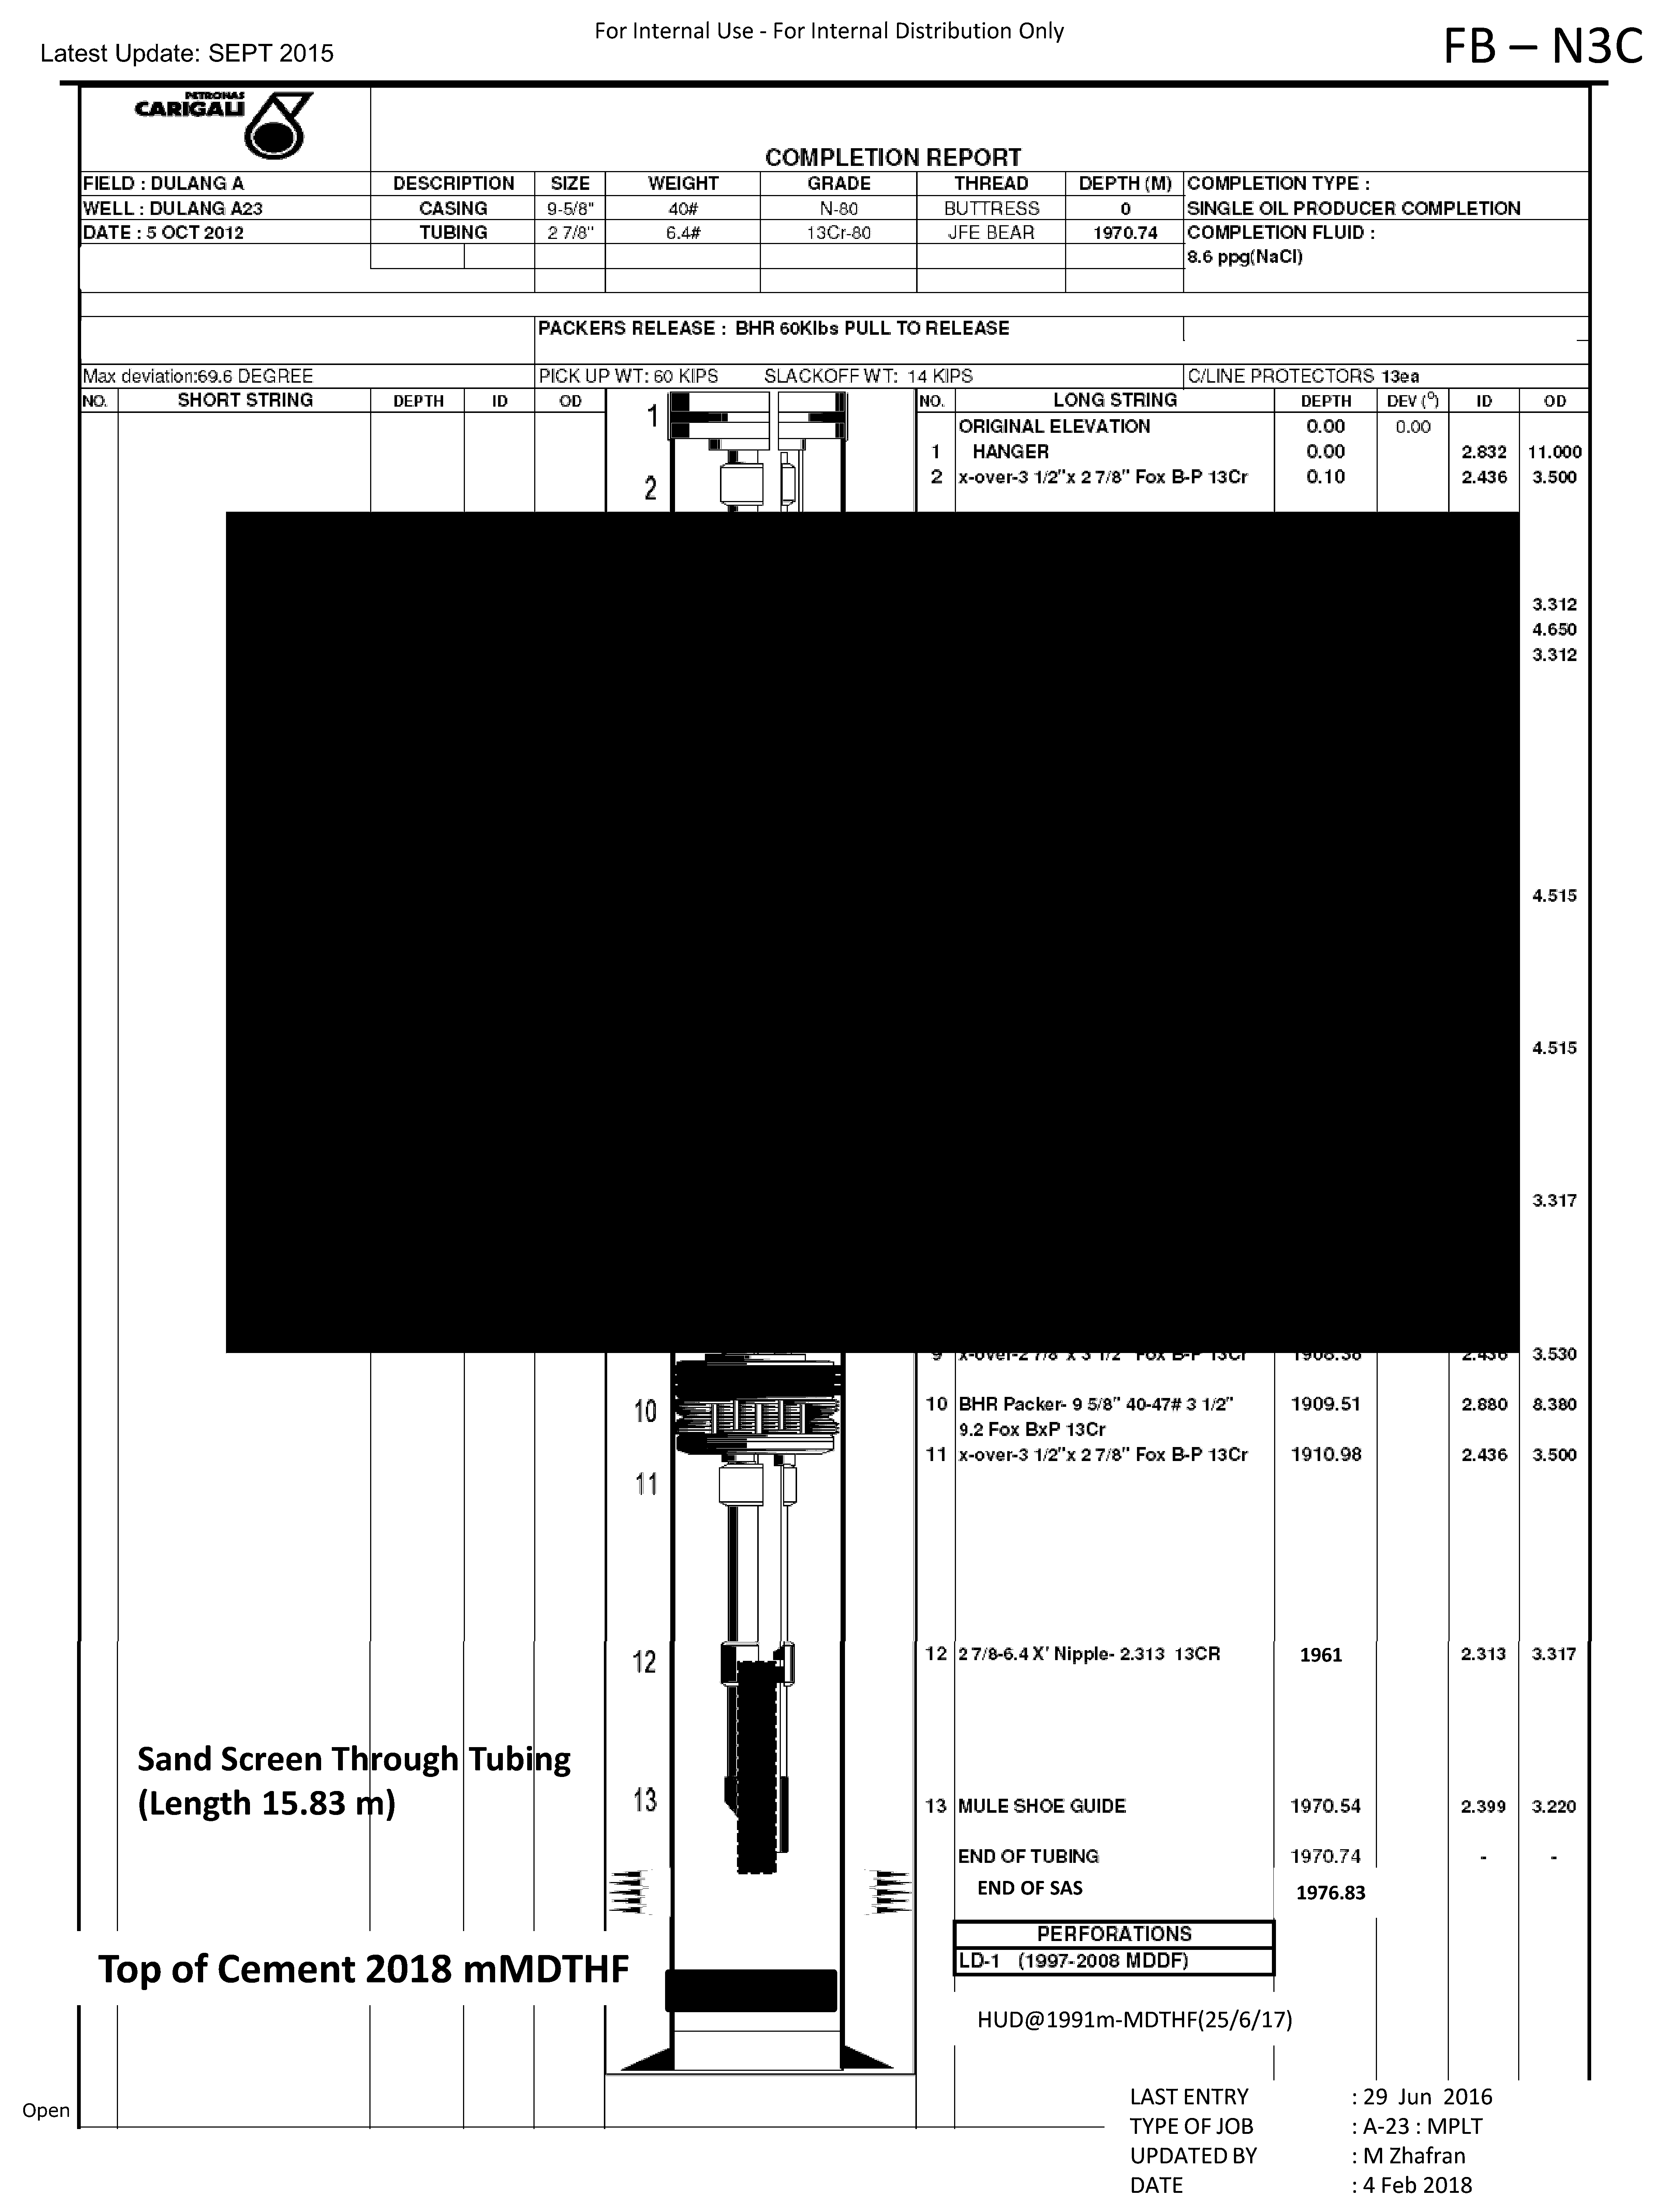 For Internal Use - For Internal Distribution Only
Latest Update: SEPT 2015
FB – N3C
PETRONAS
CARIGALI
COMPLETION REPORT
FIELD : DULANG A DESCRIPTION SIZE WEIGHT GRADE THREAD DEPTH (M) COMPLETION TYPE :
WELL : DULANG A23 CASING 9-5/8" 40# N-80 BUTTRESS 0 SINGLE OIL PRODUCER COMPLETION
DATE : 5 OCT 2012 TUBING 2 7/8" 6.4# 13Cr-80 JFE BEAR 1970.74 COMPLETION FLUID :
8.6 ppg(NaCl)
PACKERS RELEASE : BHR 60Klbs PULL TO RELEASE
Max deviation:69.6 DEGREE PICK UP WT: 60 KIPS SLACKOFF WT: 14 KIPS C/LINE PROTECTORS 13ea
NO. SHORT STRING DEPTH ID OD NO. LONG STRING DEPTH DEV (°) ID OD
ORIGINAL ELEVATION 0.00 0.00
1 1 HANGER 0.00 2.832 11.000
2 2 x-over-3 1/2"x 2 7/8" Fox B-P 13Cr 0.10 2.436 3.500
3.312
4.650
3.312
4.515
4.515
3.317
9 x-over-2 7/8"x 3 1/2" Fox B-P 13Cr 1908.36 2.436 3.530
10 10 BHR Packer- 9 5/8" 40-47# 3 1/2" 1909.51 2.880 8.380
9.2 Fox BxP 13Cr
11 11 x-over-3 1/2"x 2 7/8" Fox B-P 13Cr 1910.98 2.436 3.500
12 12 2 7/8-6.4 X' Nipple- 2.313 13CR 1961 2.313 3.317
Sand Screen Through Tubing
(Length 15.83 m)
13 13 MULE SHOE GUIDE 1970.54 2.399 3.220
END OF TUBING 1970.74 - -
END OF SAS 1976.83
PERFORATIONS
LD-1 (1997-2008 MDDF)
Top of Cement 2018 mMDTHF
HUD@1991m-MDTHF(25/6/17)
Open
LAST ENTRY : 29 Jun 2016
TYPE OF JOB : A-23 : MPLT
UPDATED BY : M Zhafran
DATE : 4 Feb 2018